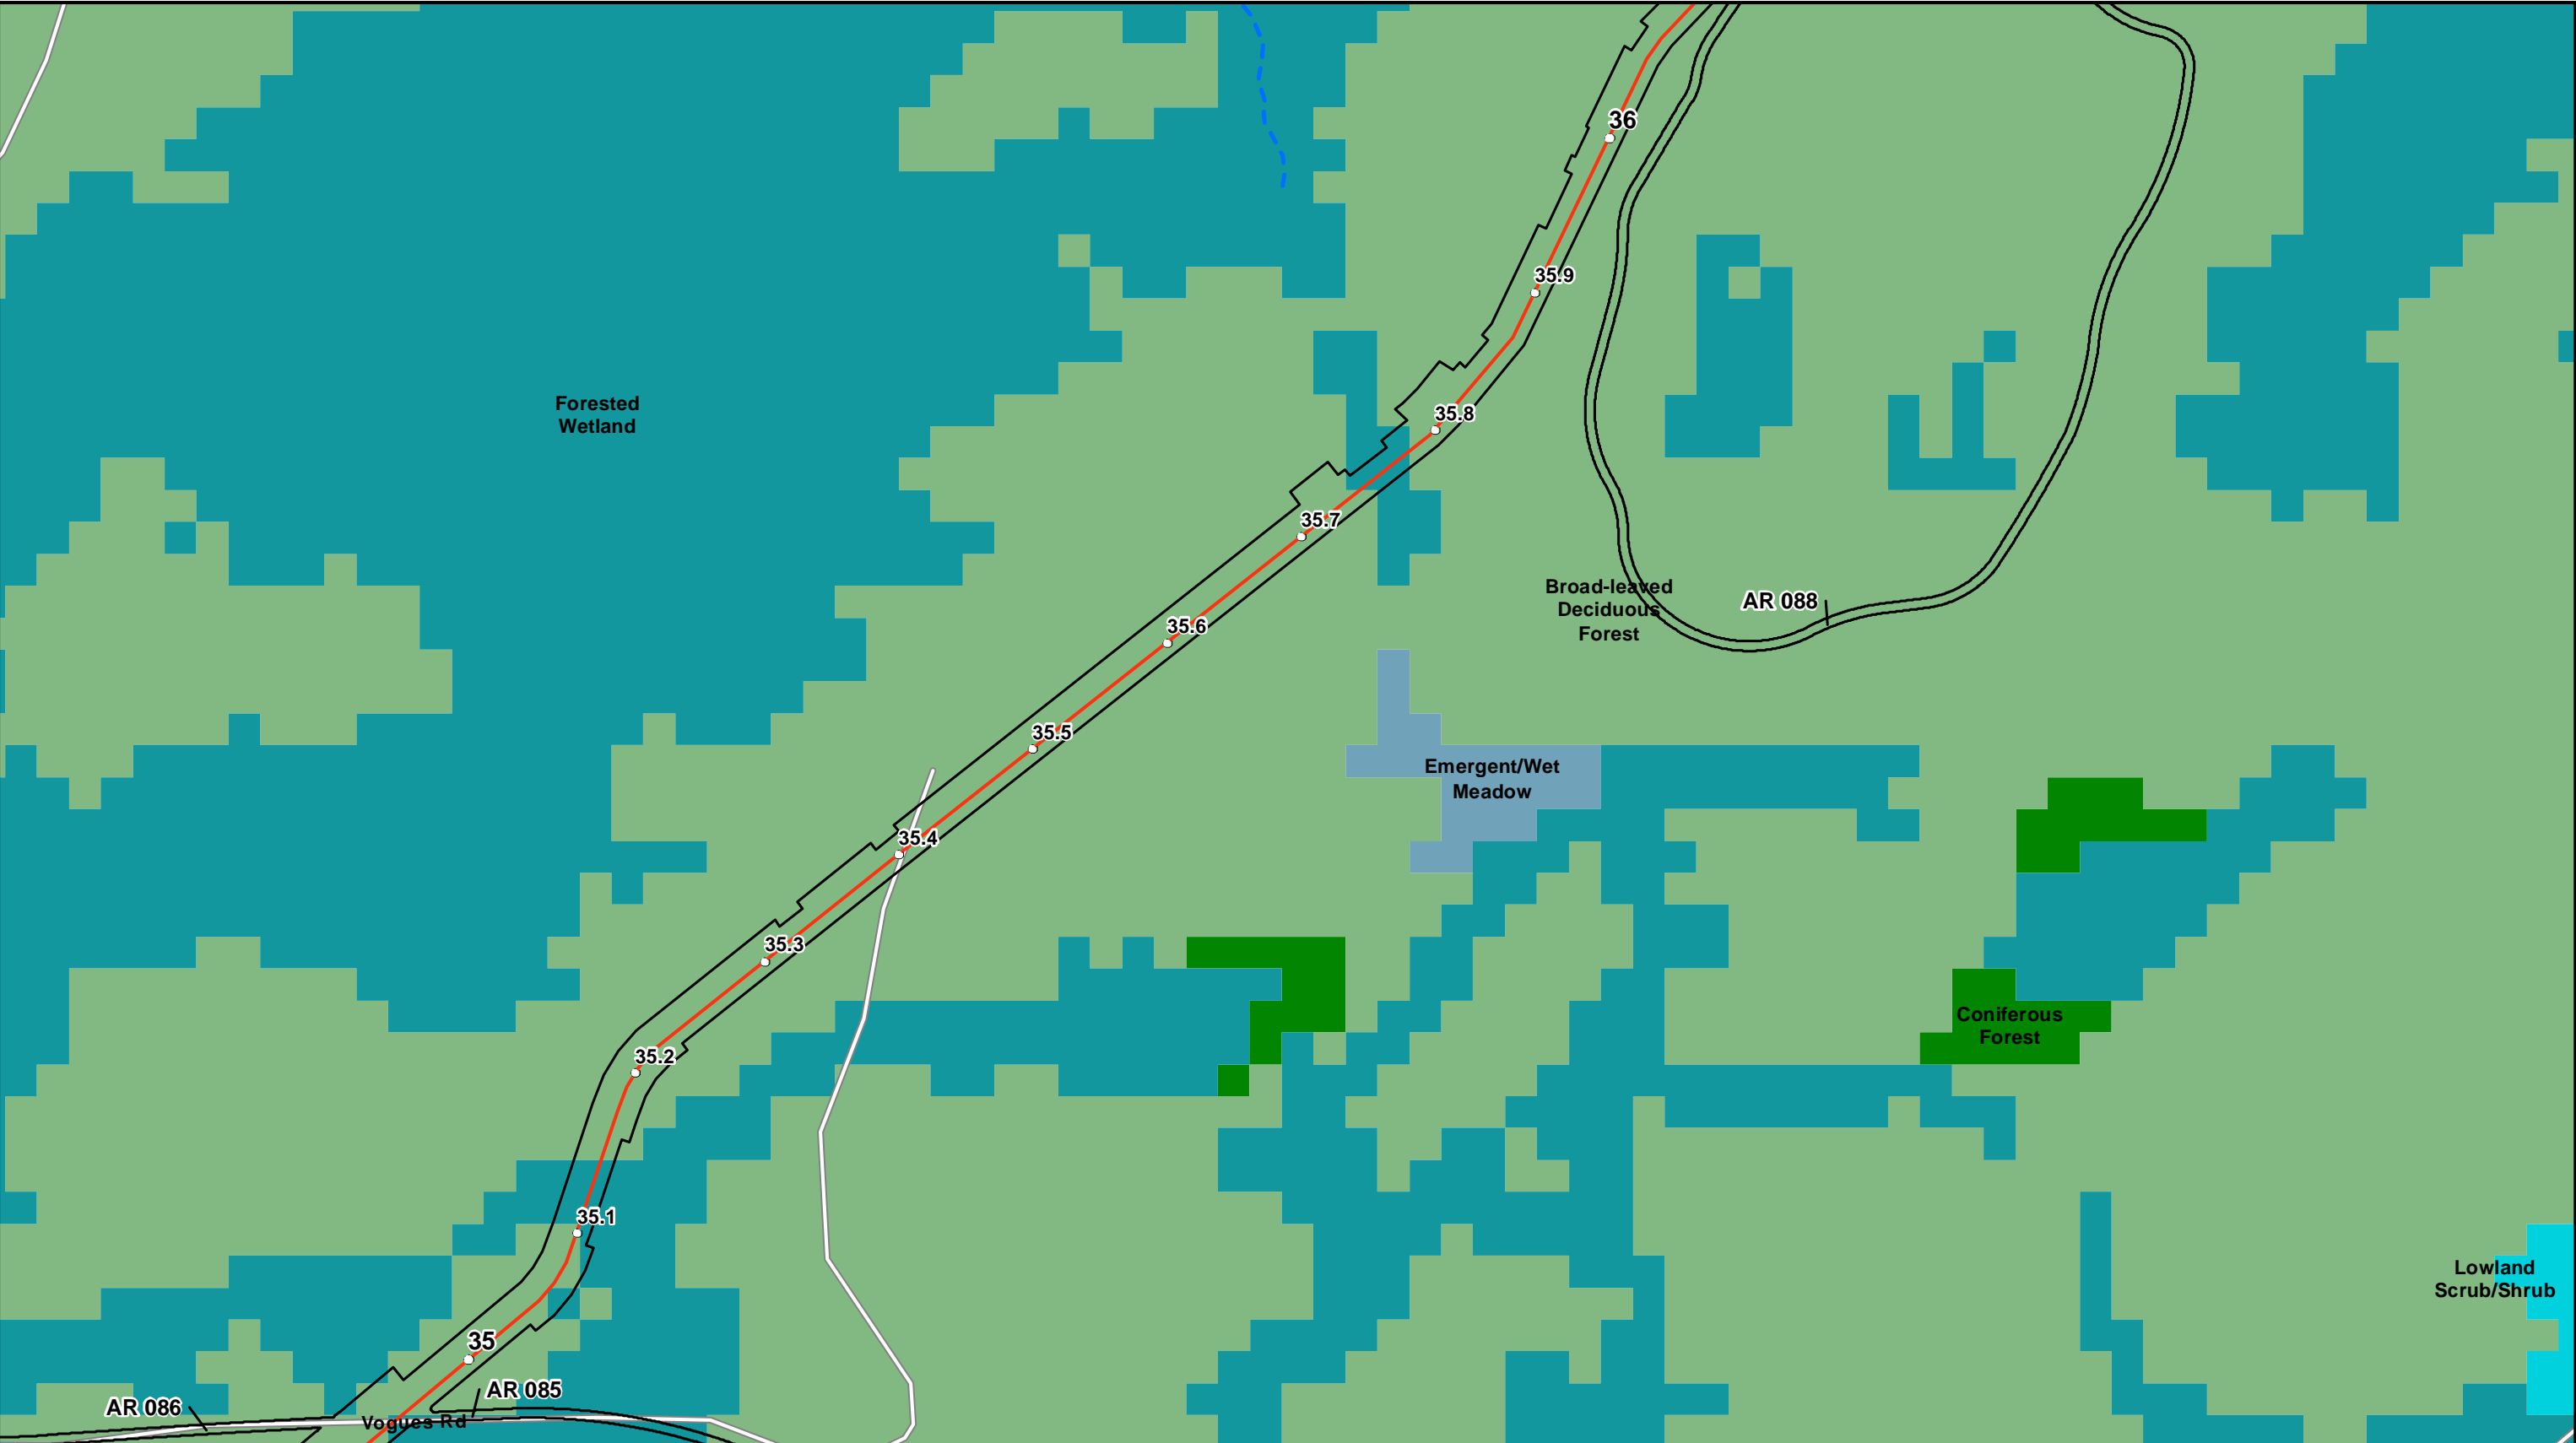 36
35.9
Forested
Wetland
35.8
35.7
Broad-leaved
Deciduous
Forest
AR 088
35.6
35.5
Emergent/Wet
Meadow
35.4
35.3
Coniferous
Forest
35.2
35.1
Lowland
Scrub/Shrub
35
AR 085
AR 086
Vogues Rd